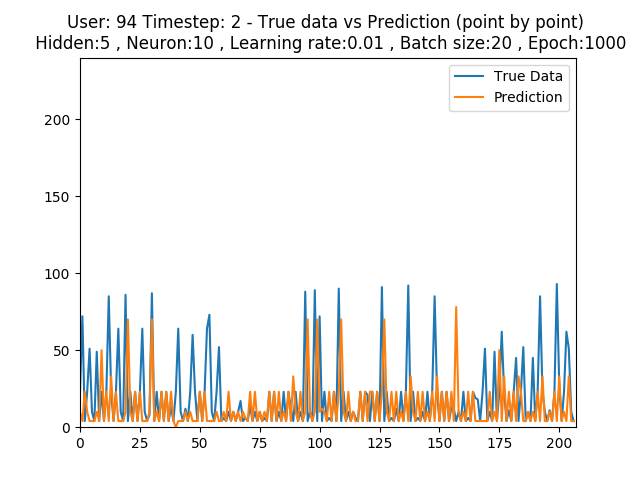 User: 94 Timestep: 2 - True data vs Prediction (point by point)
Hidden:5 , Neuron:10 , Learning rate:0.01 , Batch size:20 , Epoch:1000
True Data
Prediction
200
150
100
50
0
0 25 50 75 100 125 150 175 200